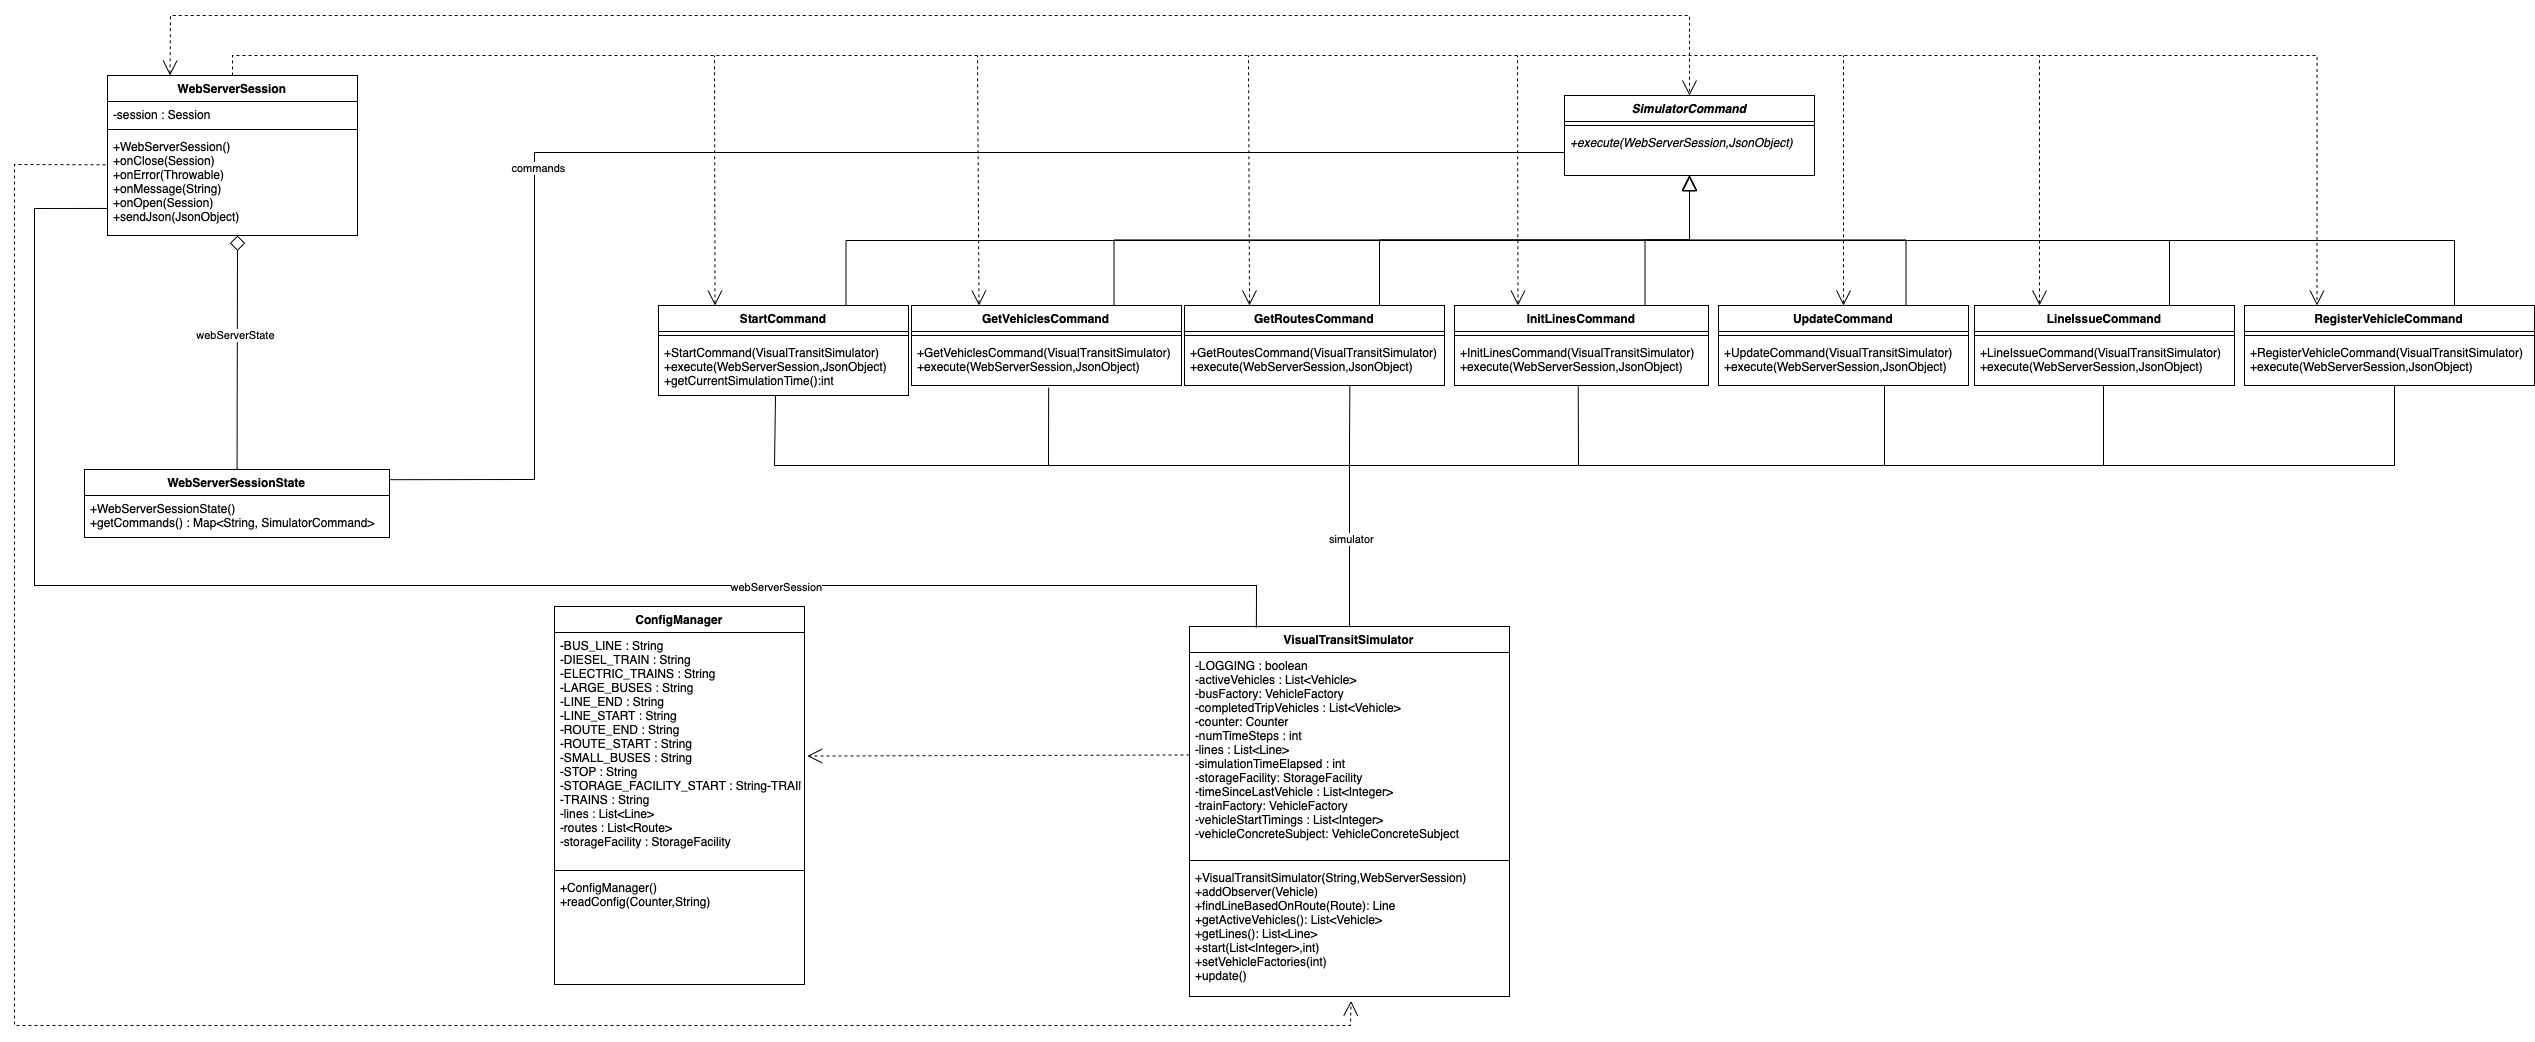 WebServerSession
-session : Session
+WebServerSession()
+onClose(Session)
+onError(Throwable)
+onMessage(String)
+onOpen(Session)
+sendJson(JsonObject)
SimulatorCommand
+execute(WebServerSession,JsonObject)
commands
webServerState
StartCommand
+StartCommand(VisualTransitSimulator)
+execute(WebServerSession,JsonObject)
+getCurrentSimulationTime():int
GetVehiclesCommand
+GetVehiclesCommand(VisualTransitSimulator)
+execute(WebServerSession,JsonObject)
GetRoutesCommand
+GetRoutesCommand(VisualTransitSimulator)
+execute(WebServerSession,JsonObject)
InitLinesCommand
+InitLinesCommand(VisualTransitSimulator)
+execute(WebServerSession,JsonObject)
UpdateCommand
+UpdateCommand(VisualTransitSimulator)
+execute(WebServerSession,JsonObject)
LineIssueCommand
+LineIssueCommand(VisualTransitSimulator)
+execute(WebServerSession,JsonObject)
RegisterVehicleCommand
+RegisterVehicleCommand(VisualTransitSimulator)
+execute(WebServerSession,JsonObject)
WebServerSessionState
+WebServerSessionState()
+getCommands() : Map<String, SimulatorCommand>
simulator
webServerSession
ConfigManager
-BUS_LINE : String
-DIESEL_TRAIN : String
-ELECTRIC_TRAINS : String
-LARGE_BUSES : String
-LINE_END : String
-LINE_START : String
-ROUTE_END : String
-ROUTE_START : String
-SMALL_BUSES : String
-STOP : String
-STORAGE_FACILITY_START : String-TRAI
-TRAINS : String
-lines : List<Line>
-routes : List<Route>
-storageFacility : StorageFacility
+ConfigManager()
+readConfig(Counter,String)
VisualTransitSimulator
-LOGGING : boolean
-activeVehicles : List<Vehicle>
-busFactory: VehicleFactory
-completedTripVehicles : List<Vehicle>
-counter: Counter
-numTimeSteps : int
-lines : List<Line>
-simulationTimeElapsed : int
-storageFacility: StorageFacility
-timeSinceLastVehicle : List<Integer>
-trainFactory: VehicleFactory
-vehicleStartTimings : List<Integer>
-vehicleConcreteSubject: VehicleConcreteSubject
+VisualTransitSimulator(String,WebServerSession)
+addObserver(Vehicle)
+findLineBasedOnRoute(Route): Line
+getActiveVehicles(): List<Vehicle>
+getLines(): List<Line>
+start(List<Integer>,int)
+setVehicleFactories(int)
+update()